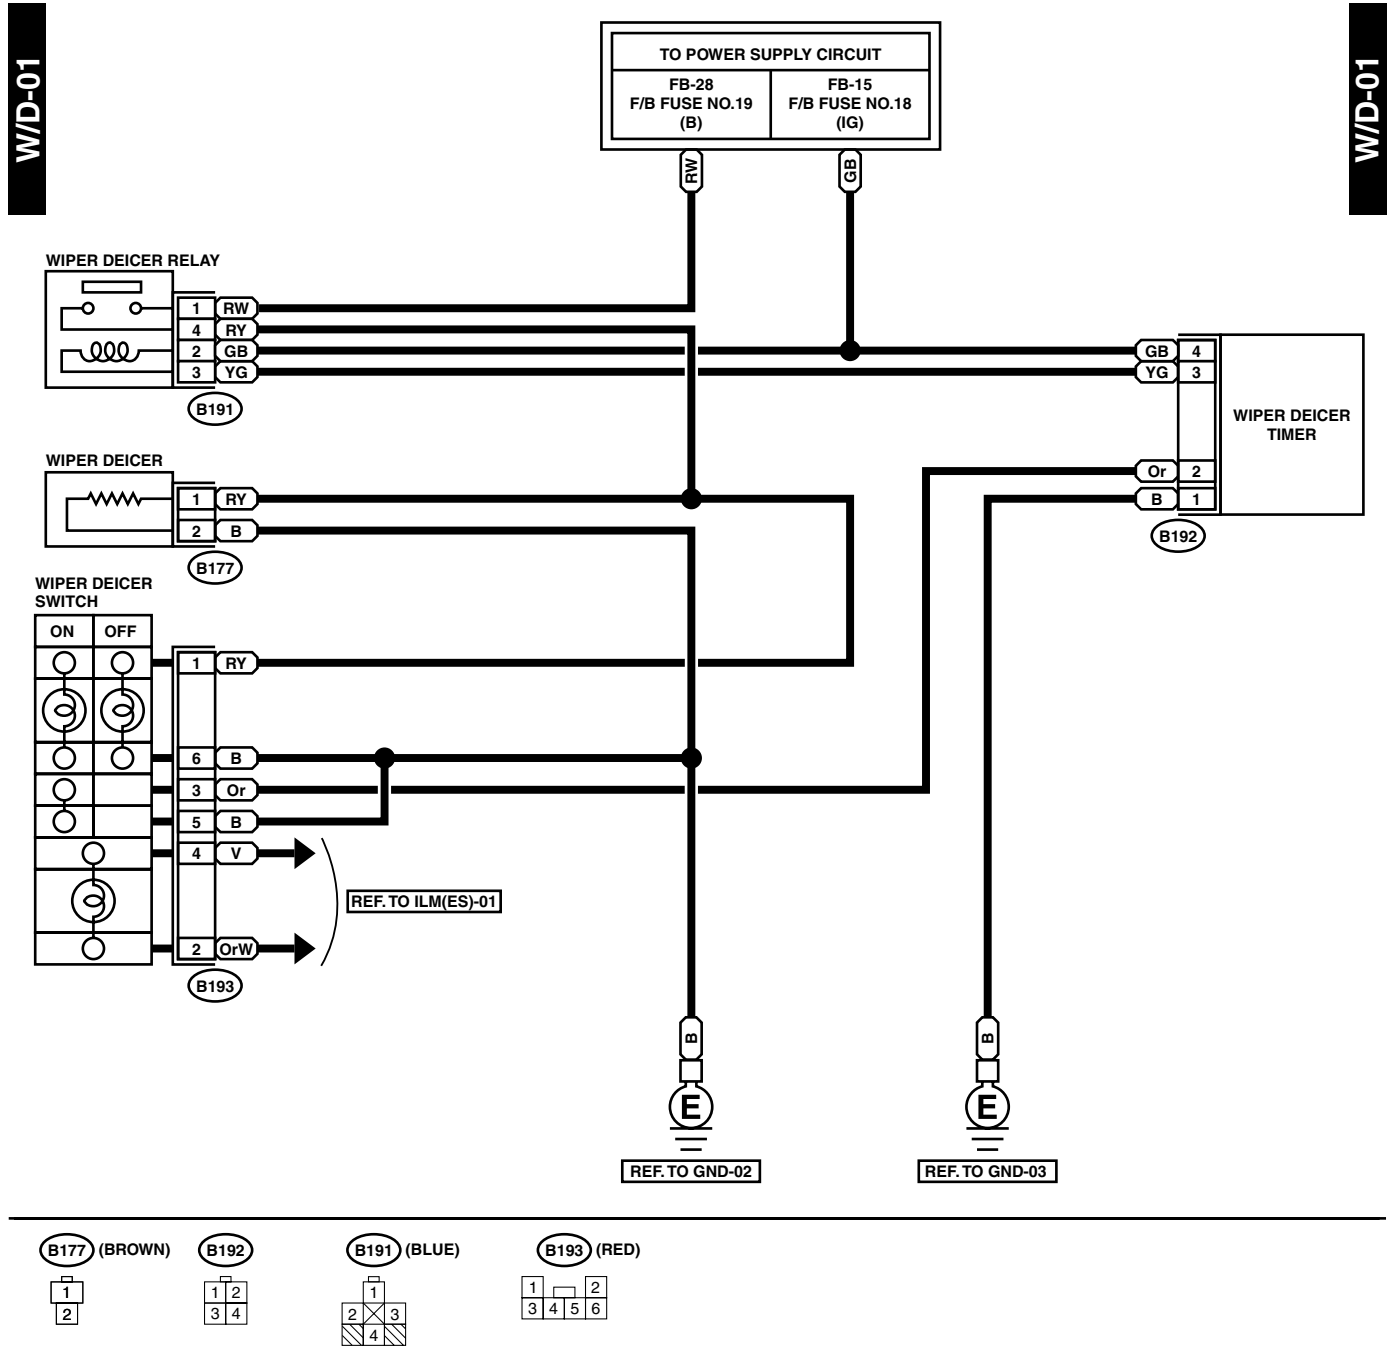 W/D-01
W/D-01
TO POWER SUPPLY CIRCUIT
FB-28
F/B FUSE NO.19
(B)
FB-15
F/B FUSE NO.18
(IG)
RW
GB
WIPER DEICER RELAY
1 RW
4 RY
2 GB
3 YG
B191
GB 4
YG 3
Or 2
B 1
WIPER DEICER
TIMER
B192
WIPER DEICER
1 RY
2 B
B177
WIPER DEICER
SWITCH
ON OFF
1 RY
6 B
3 Or
5 B
4 V
2 OrW
REF. TO ILM(ES)-01
B193
B
B
E
E
REF. TO GND-02
REF. TO GND-03
B177 (BROWN)
1
2
B192
1 2
3 4
B191 (BLUE)
1
2 3
4
B193 (RED)
1 2
3 4 5 6